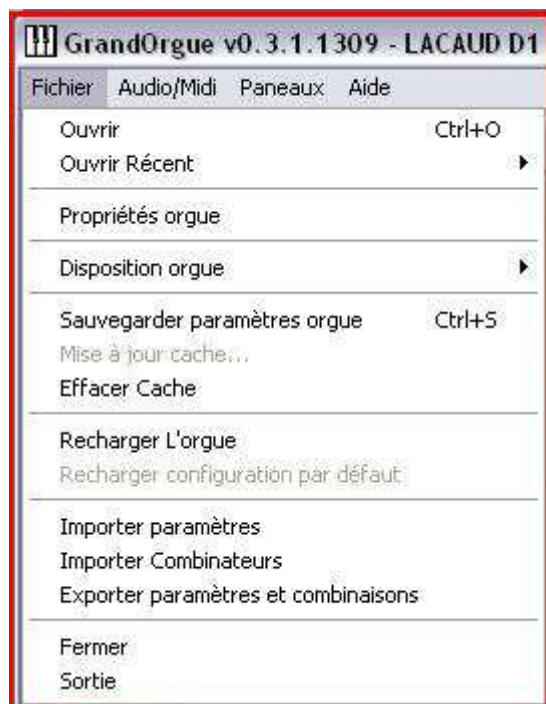 GrandOrgue v0.3.1.1309 - LACAUD D1
Fichier Audio/Midi Paneaux Aide
Ouvrir Ctrl+O
Ouvrir Récent
Propriétés orgue
Disposition orgue
Sauvegarder paramètres orgue Ctrl+S
Mise à jour cache...
Effacer Cache
Recharger L'orgue
Recharger configuration par défaut
Importer paramètres
Importer Combinateurs
Exporter paramètres et combinaisons
Fermer
Sortie